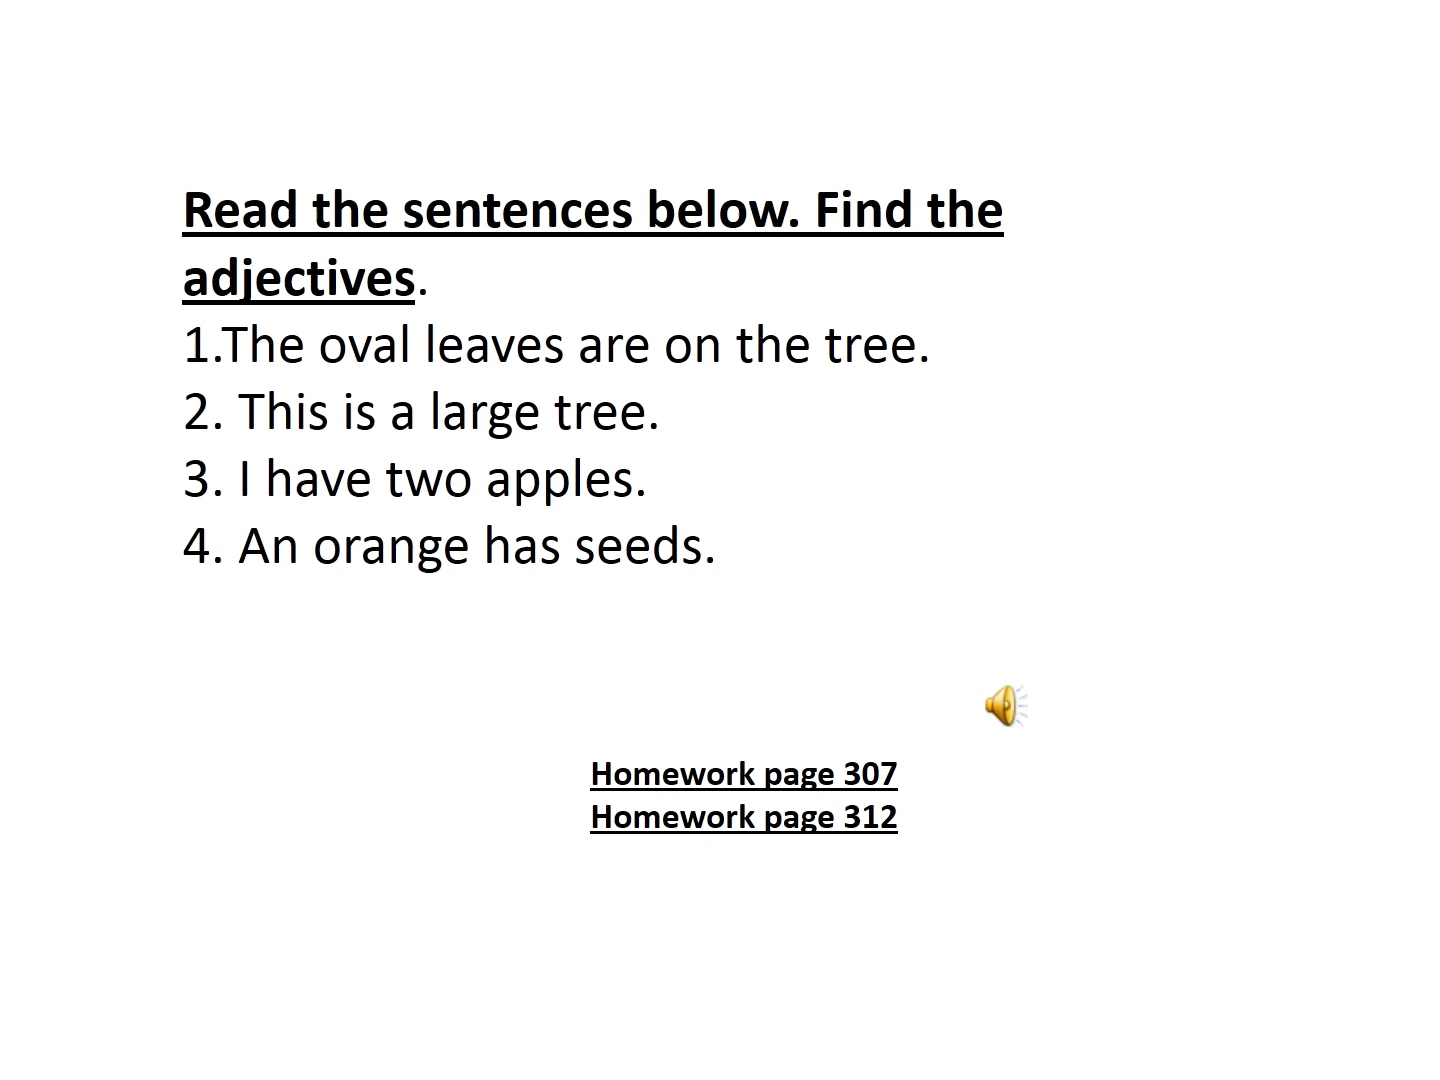 Read the sentences below. Find the
adjectives.
1.The oval leaves are on the tree.
2. This is a large tree.
3. I have two apples.
4. An orange has seeds.
Homework page 307
Homework page 312